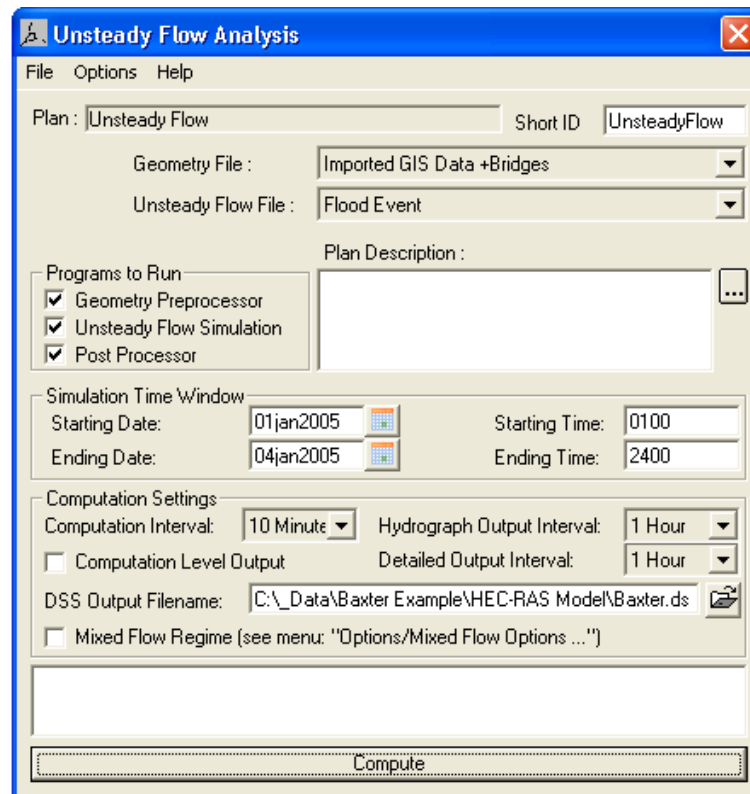 Unsteady Flow Analysis
File Options Help
Plan : Unsteady Flow Short ID UnsteadyFlow
Geometry File : Imported GIS Data +Bridges
Unsteady Flow File : Flood Event
Plan Description :
Programs to Run
Geometry Preprocessor
Unsteady Flow Simulation
Post Processor
...
Simulation Time Window
Starting Date: 01jan2005 Starting Time: 0100
Ending Date: 04jan2005 Ending Time: 2400
Computation Settings
Computation Interval: 10 Minute Hydrograph Output Interval: 1 Hour
Computation Level Output Detailed Output Interval: 1 Hour
DSS Output Filename: C:\_Data\Baxter Example\HEC-RAS Model\Baxter.ds
Mixed Flow Regime (see menu: "Options/Mixed Flow Options ...")
Compute